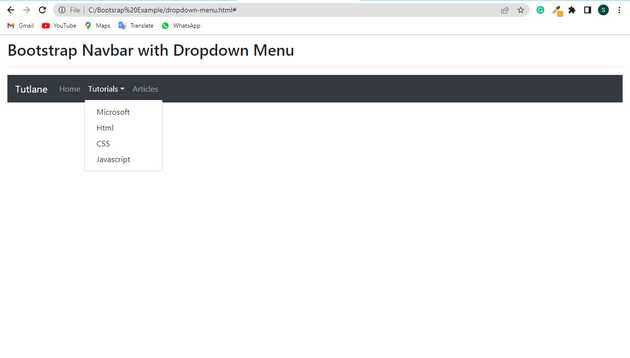 File C:/Bootsrap%20Example/dropdown-menu.html#
S
Gmail YouTube Maps Translate WhatsApp
Bootstrap Navbar with Dropdown Menu
Tutlane Home Tutorials Articles
Microsoft
Html
CSS
Javascript